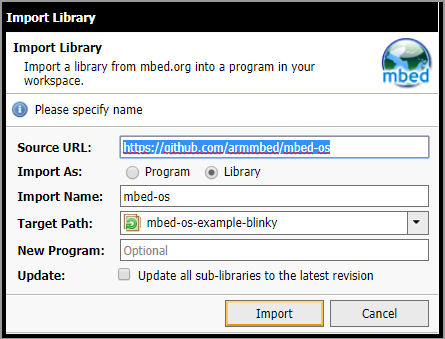 Import Library
Import Library
Import a library from mbed.org into a program in your
workspace.
mbed
Please specify name
Source URL: https://github.com/armmbed/mbed-os
Import As: Program Library
Import Name: mbed-os
Target Path: mbed-os-example-blinky
New Program: Optional
Update: Update all sub-libraries to the latest revision
Import Cancel